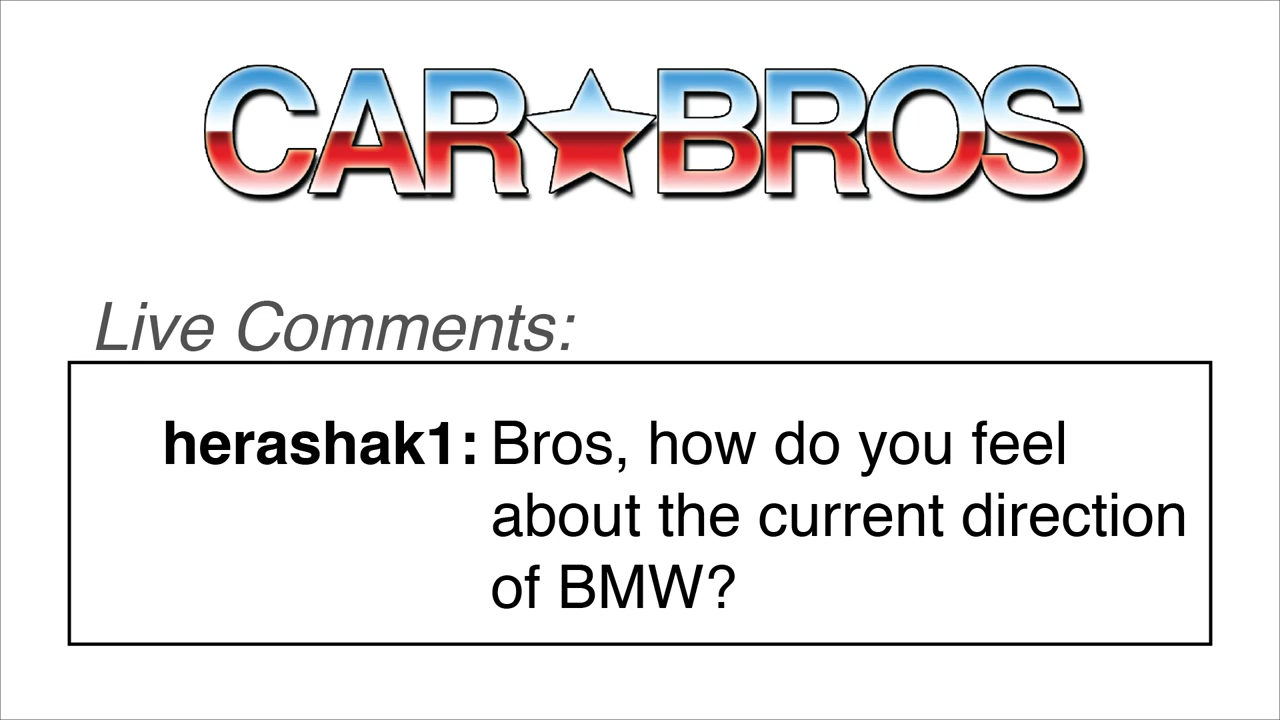 CAR★BROS
Live Comments:
herashak1: Bros, how do you feel
about the current direction
of BMW?